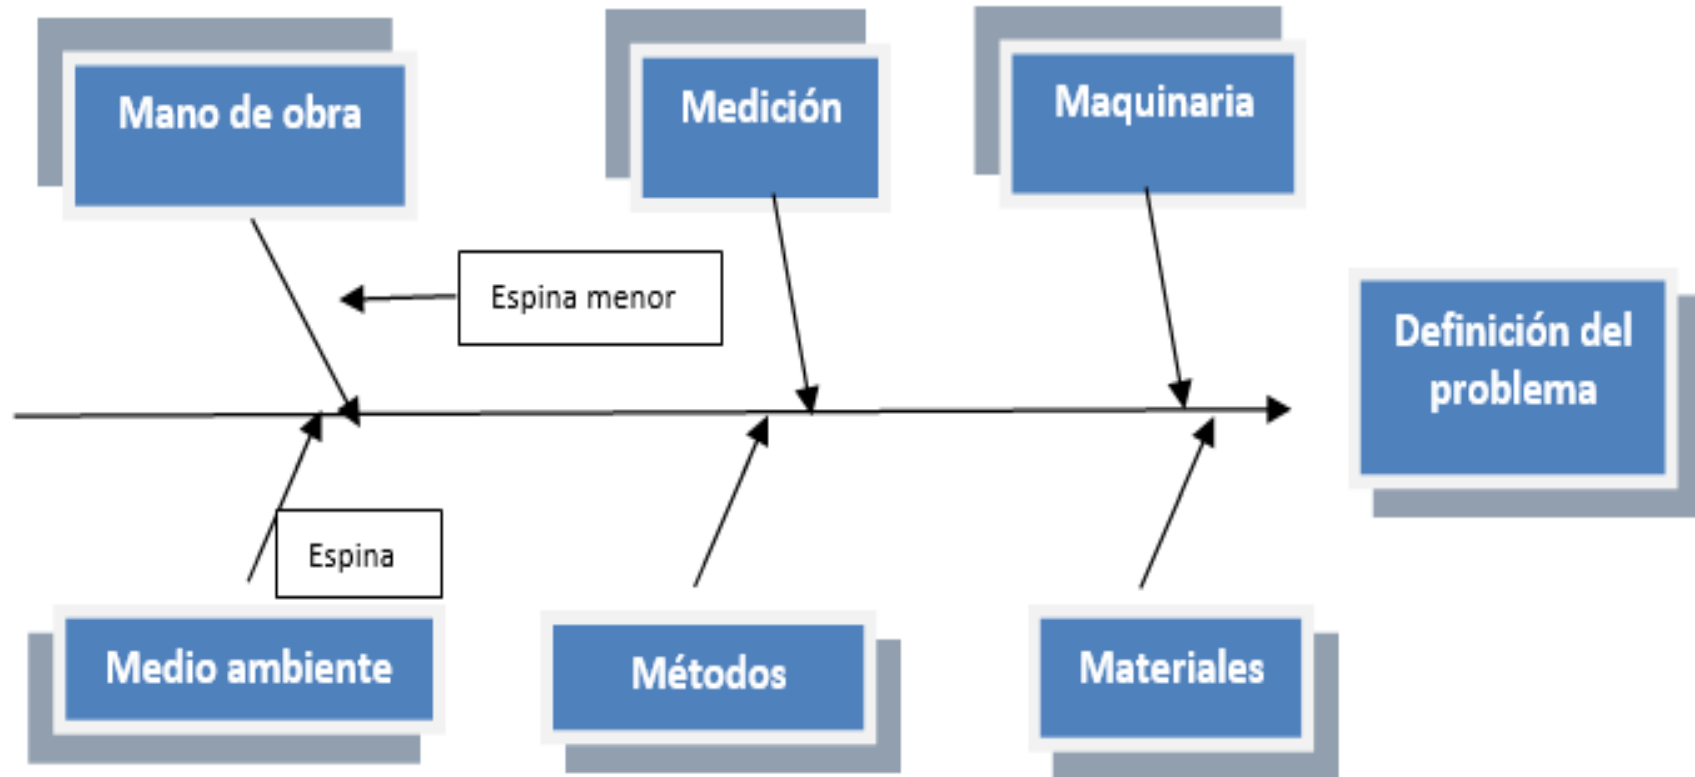 Mano de obra
Medición
Maquinaria
Espina menor
Definición del
problema
Espina
Medio ambiente
Métodos
Materiales